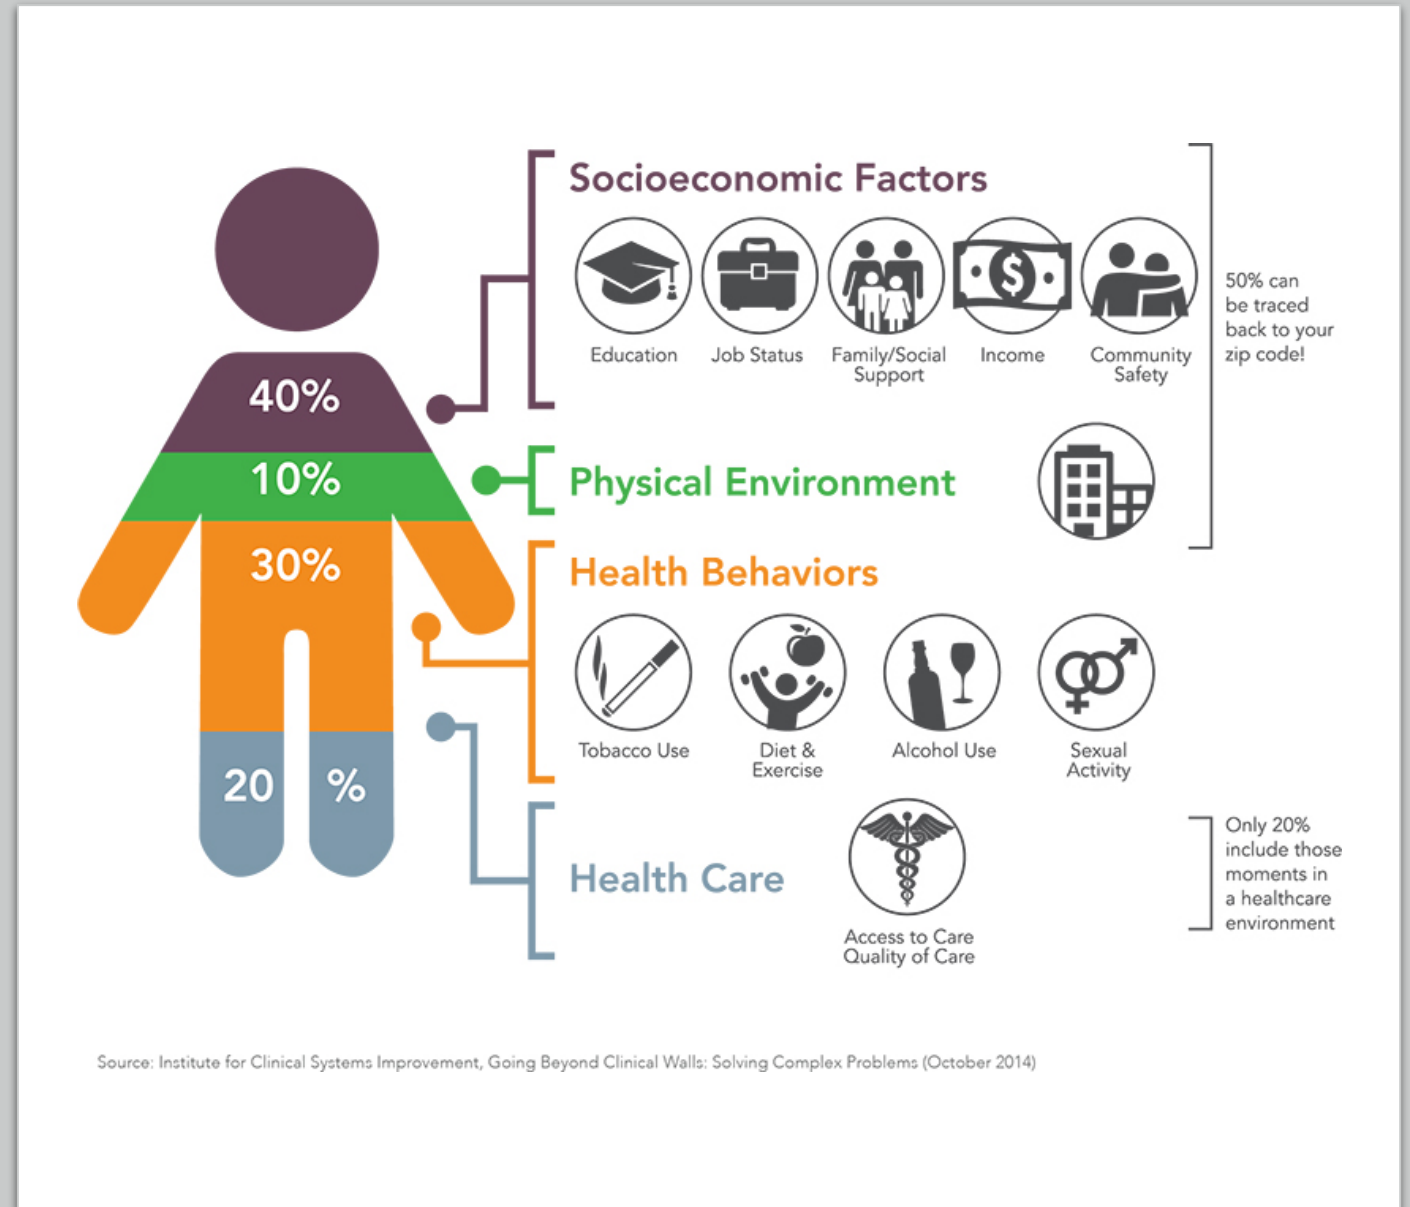 Socioeconomic Factors
Education
Job Status
Family/Social
Support
Income
Community
Safety
50% can
be traced
back to your
zip code!
40%
10%
Physical Environment
30%
Health Behaviors
Tobacco Use
Diet &
Exercise
Alcohol Use
Sexual
Activity
20 %
Health Care
Access to Care
Quality of Care
Only 20%
include those
moments in
a healthcare
environment
Source: Institute for Clinical Systems Improvement, Going Beyond Clinical Walls: Solving Complex Problems (October 2014)